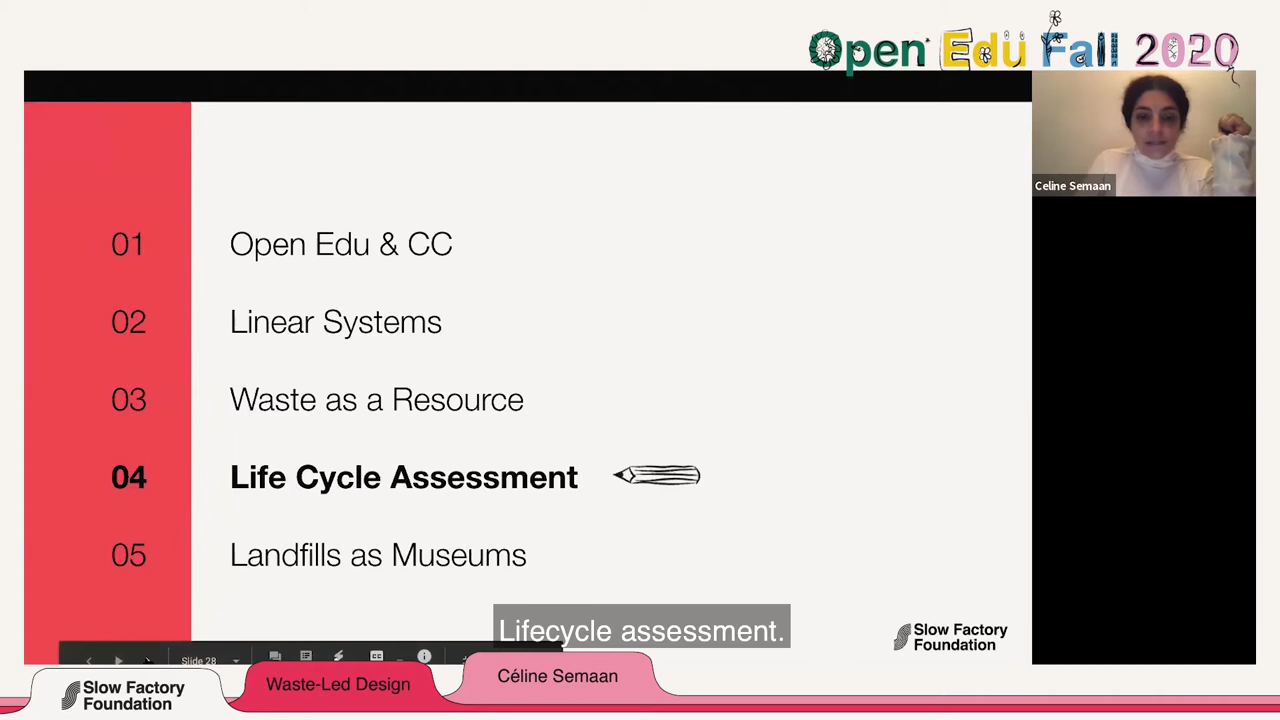 Open Edu Fall 2020
Celine Semaan
01 Open Edu & CC
02 Linear Systems
03 Waste as a Resource
04 Life Cycle Assessment
05 Landfills as Museums
Lifecycle assessment.
Slow Factory
Foundation
Slide 28
Slow Factory
Foundation
Waste-Led Design
Céline Semaan